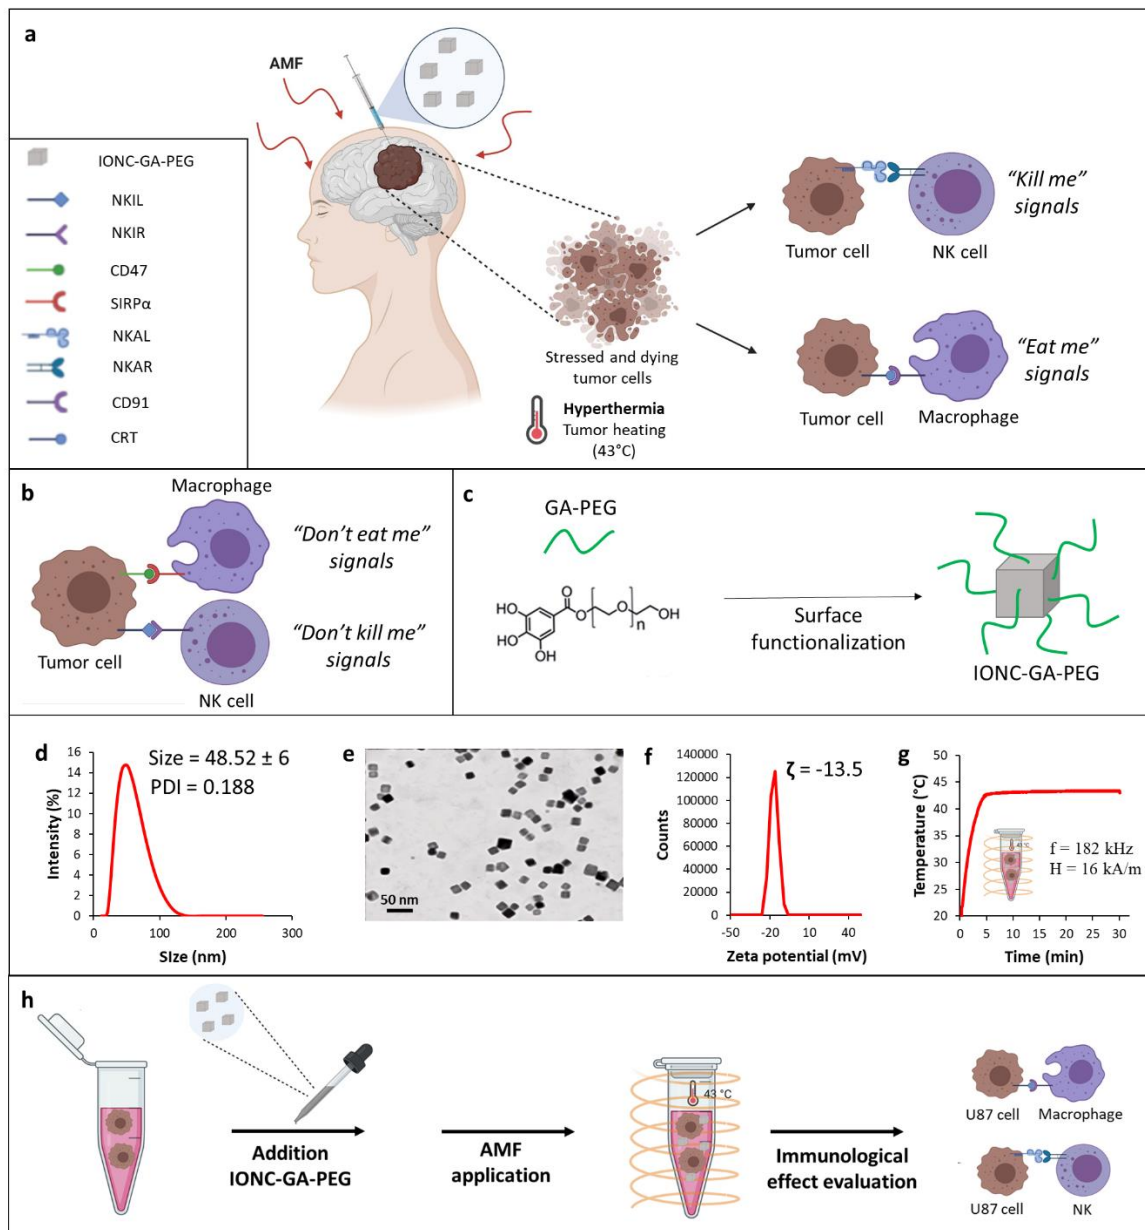 a
AMF
IONC-GA-PEG
NKIL
NKIR
CD47
SIRPα
NKAL
NKAR
CD91
CRT
Tumor cell
NK cell
“Kill me”
signals
Stressed and dying
tumor cells
Hyperthermia
Tumor heating
(43°C)
Tumor cell
Macrophage
“Eat me”
signals
b
Macrophage
“Don’t eat me”
signals
Tumor cell
“Don’t kill me”
signals
NK cell
c
GA-PEG
HO
HO
OH
O
O
O
n
OH
Surface
functionalization
IONC-GA-PEG
d
Size = 48.52 ± 6
PDI = 0.188
Intensity (%)
16
14
12
10
8
6
4
2
0
0
100
200
300
SIze (nm)
e
50 nm
f
ζ = -13.5
Counts
140000
120000
100000
80000
60000
40000
20000
0
-50
-20
10
40
Zeta potential (mV)
g
Temperature (°C)
50
45
40
35
30
25
20
43 °C
f = 182 kHz
H = 16 kA/m
0
5
10
15
20
25
30
Time (min)
h
Addition
IONC-GA-PEG
AMF
application
43 °C
Immunological
effect evaluation
U87 cell
Macrophage
U87 cell
NK